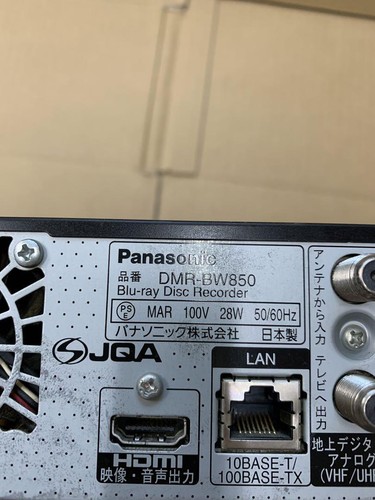 Panasonic
品番 DMR-BW850
Blu-ray Disc Recorder
PS E MAR 100V 28W 50/60Hz
パナソニック株式会社 日本製
JQA
HDMI
映像・音声出力
LAN
10BASE-T/
100BASE-TX
アンテナから入力
テレビへ出力
地上デジタ
アナログ
(VHF/UHF